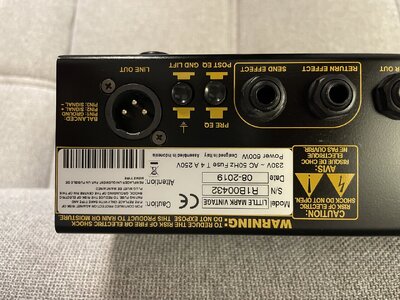 WARNING:
TO REDUCE THE RISK OF FIRE OR ELECTRIC SHOCK
DO NOT EXPOSE THIS PRODUCT TO RAIN OR MOISTURE
CAUTION
RISK OF ELECTRIC SHOCK
DO NOT OPEN
AVIS:
RISQUE DE CHOC
ELECTRIQUE
NE PAS OUVRIR.
Model LITTLE MARK VINTAGE Caution
S/N R1B00432
Date 08-2019 Attention
230V ~ AC - 50Hz Fuse T 4 A 250V
Power 600W Designed in Italy Assembled in Indonesia
RETURN EFFECT
SEND EFFECT
PRE EQ
POST EQ
GND LIFT
LINE OUT
BALANCED:
PIN1: GROUND
PIN2: SIGNAL
PIN3: SIGNAL